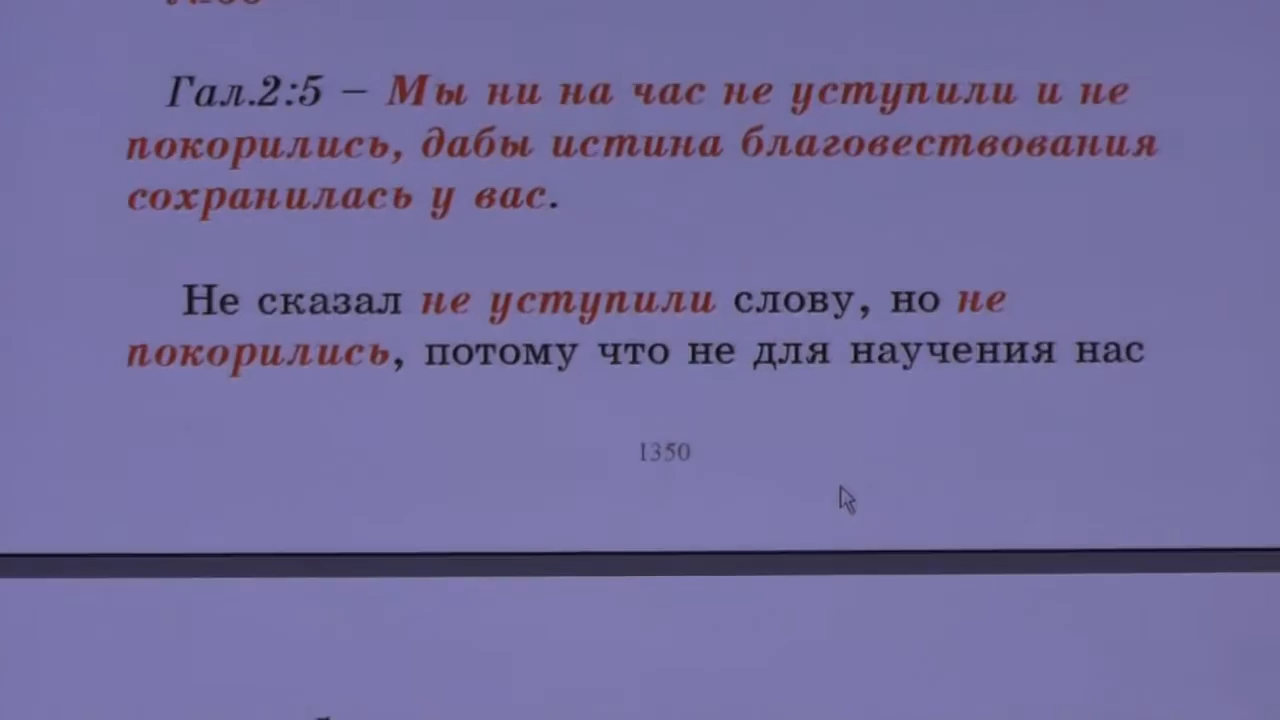 Гал.2:5 – Мы ни на час не уступили и не
покорились, дабы истина благовествования
сохранилась у вас.
Не сказал не уступили слову, но не
покорились, потому что не для научения нас
1350